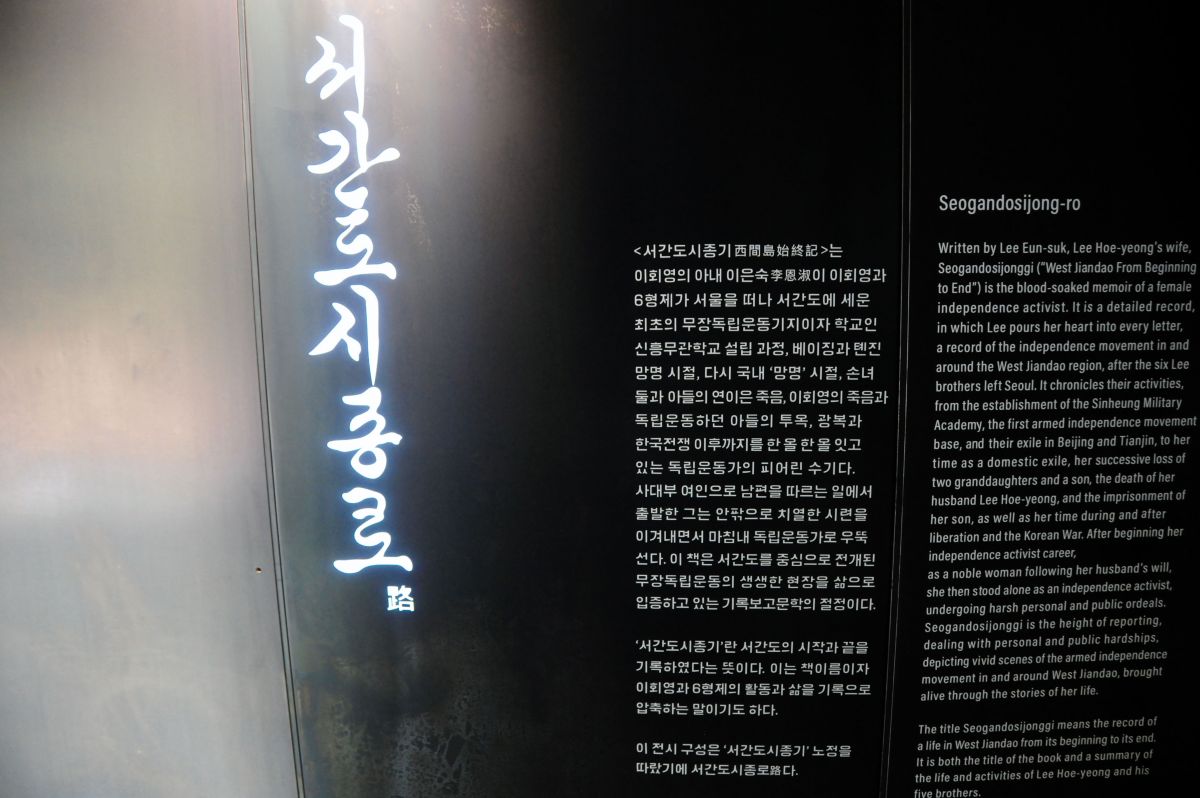 서간도시종로
路
<서간도시종기西間島始終記>는
이회영의 아내 이은숙李恩淑이 이회영과
6형제가 서울을 떠나 서간도에 세운
최초의 무장독립운동기지이자 학교인
신흥무관학교 설립 과정, 베이징과 톈진
망명 시절, 다시 국내 ‘망명’ 시절, 손녀
둘과 아들의 연이은 죽음, 이회영의 죽음과
독립운동하던 아들의 투옥, 광복과
한국전쟁 이후까지를 한 올 한 올 잇고
있는 독립운동가의 피어린 수기다.
사대부 여인으로 남편을 따르는 일에서
출발한 그는 안팎으로 치열한 시련을
이겨내면서 마침내 독립운동가로 우뚝
선다. 이 책은 서간도를 중심으로 전개된
무장독립운동의 생생한 현장을 삶으로
입증하고 있는 기록보고문학의 절정이다.
‘서간도시종기’란 서간도의 시작과 끝을
기록하였다는 뜻이다. 이는 책이름이자
이회영과 6형제의 활동과 삶을 기록으로
압축하는 말이기도 하다.
이 전시 구성은 ‘서간도시종기’ 노정을
따랐기에 서간도시종로路다.
Seogandosijong-ro
Written by Lee Eun-suk, Lee Hoe-yeong's wife,
Seogandosijonggi (“West Jiandao From Beginning
to End”) is the blood-soaked memoir of a female
independence activist. It is a detailed record,
in which Lee pours her heart into every letter,
a record of the independence movement in and
around the West Jiandao region, after the six Lee
brothers left Seoul. It chronicles their activities,
from the establishment of the Sinheung Military
Academy, the first armed independence movement
base, and their exile in Beijing and Tianjin, to her
time as a domestic exile, her successive loss of
two granddaughters and a son, the death of her
husband Lee Hoe-yeong, and the imprisonment of
her son, as well as her time during and after
liberation and the Korean War. After beginning her
independence activist career,
as a noble woman following her husband's will,
she then stood alone as an independence activist,
undergoing harsh personal and public ordeals.
Seogandosijonggi is the height of reporting,
dealing with personal and public hardships,
depicting vivid scenes of the armed independence
movement in and around West Jiandao, brought
alive through the stories of her life.
The title Seogandosijonggi means the record of
a life in West Jiandao from its beginning to its end.
It is both the title of the book and a summary of
the life and activities of Lee Hoe-yeong and his
five brothers.